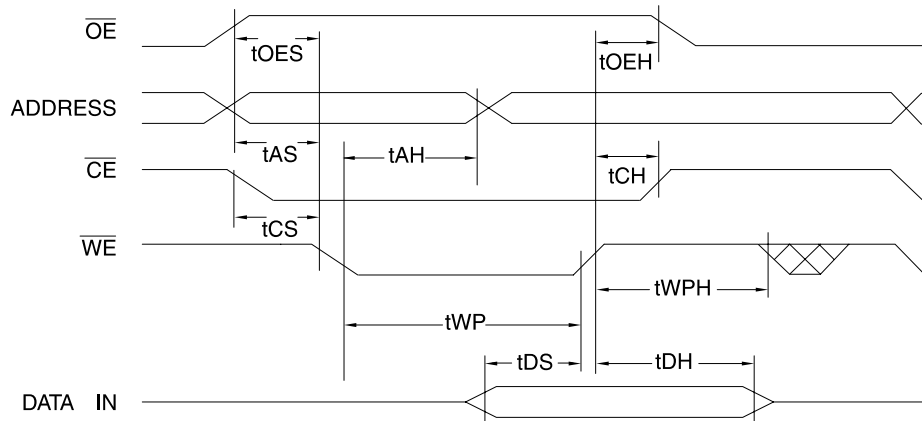 OE
tOES
tOEH
ADDRESS
tAS
tAH
CE
tCH
tCS
WE
tWPH
tWP
tDS
tDH
DATA IN